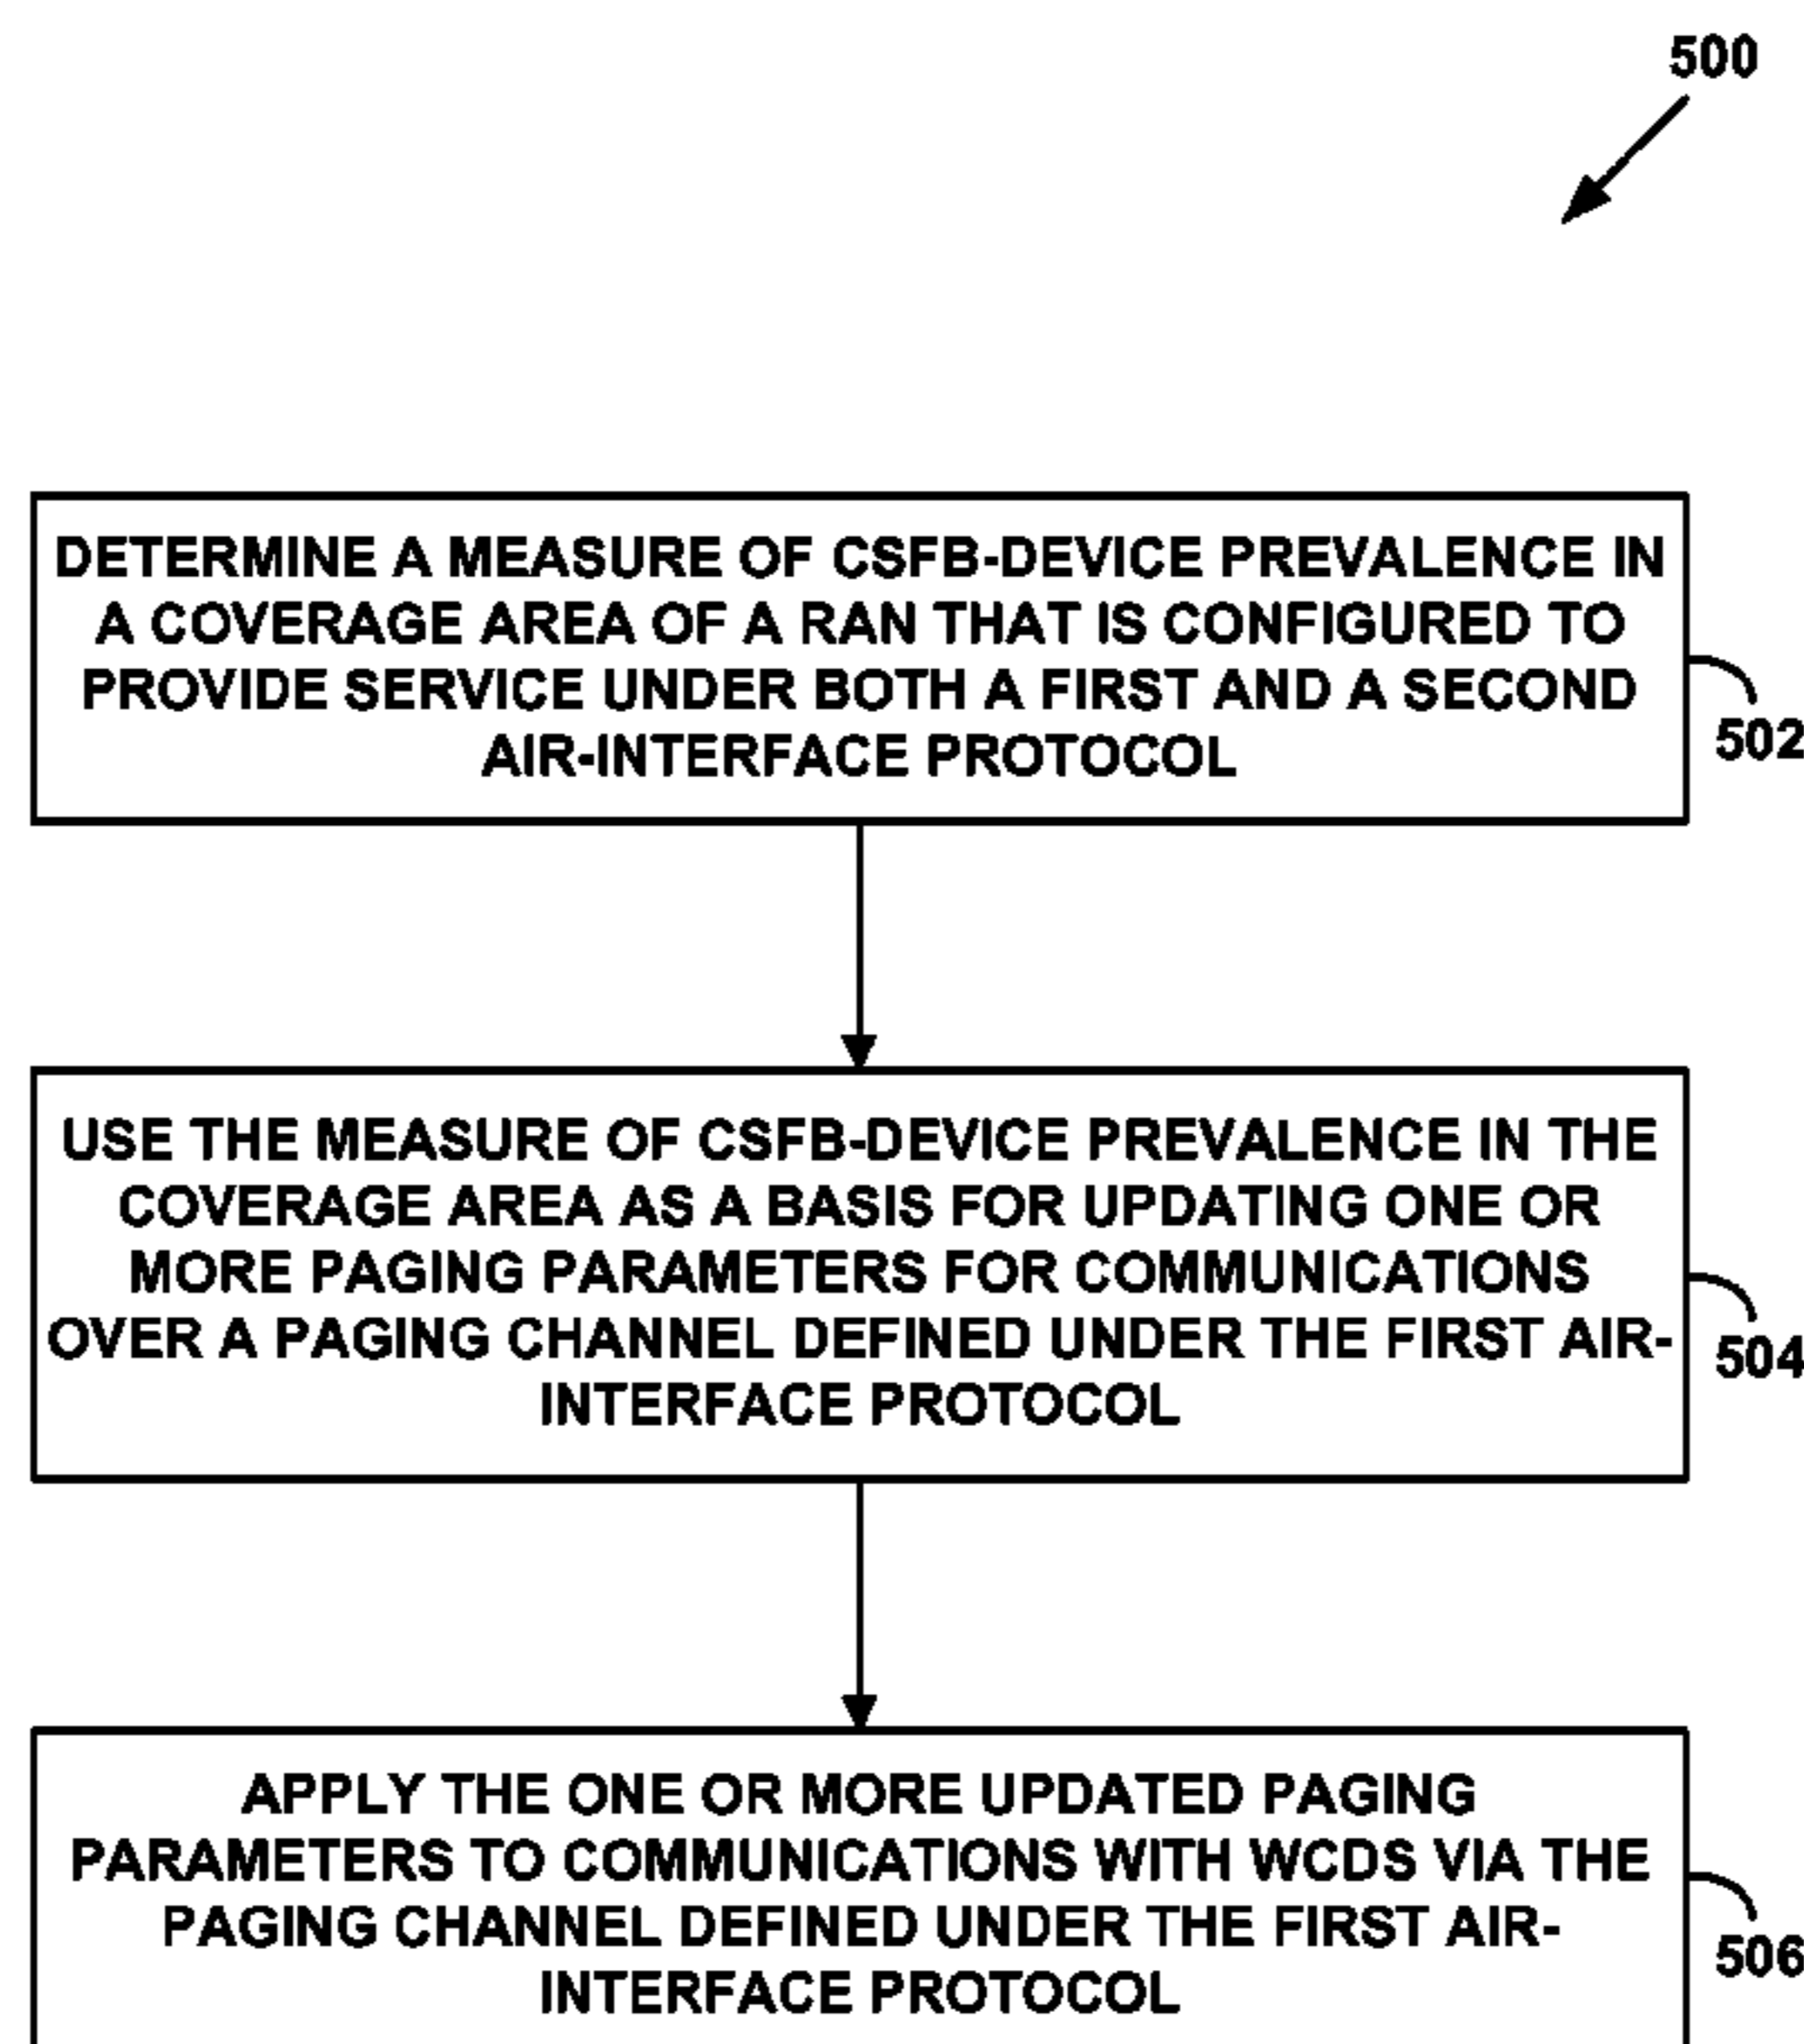 500
DETERMINE A MEASURE OF CSFB-DEVICE PREVALENCE IN
A COVERAGE AREA OF A RAN THAT IS CONFIGURED TO
PROVIDE SERVICE UNDER BOTH A FIRST AND A SECOND
AIR-INTERFACE PROTOCOL
502
USE THE MEASURE OF CSFB-DEVICE PREVALENCE IN THE
COVERAGE AREA AS A BASIS FOR UPDATING ONE OR
MORE PAGING PARAMETERS FOR COMMUNICATIONS
OVER A PAGING CHANNEL DEFINED UNDER THE FIRST AIR-
INTERFACE PROTOCOL
504
APPLY THE ONE OR MORE UPDATED PAGING
PARAMETERS TO COMMUNICATIONS WITH WCDS VIA THE
PAGING CHANNEL DEFINED UNDER THE FIRST AIR-
INTERFACE PROTOCOL
506